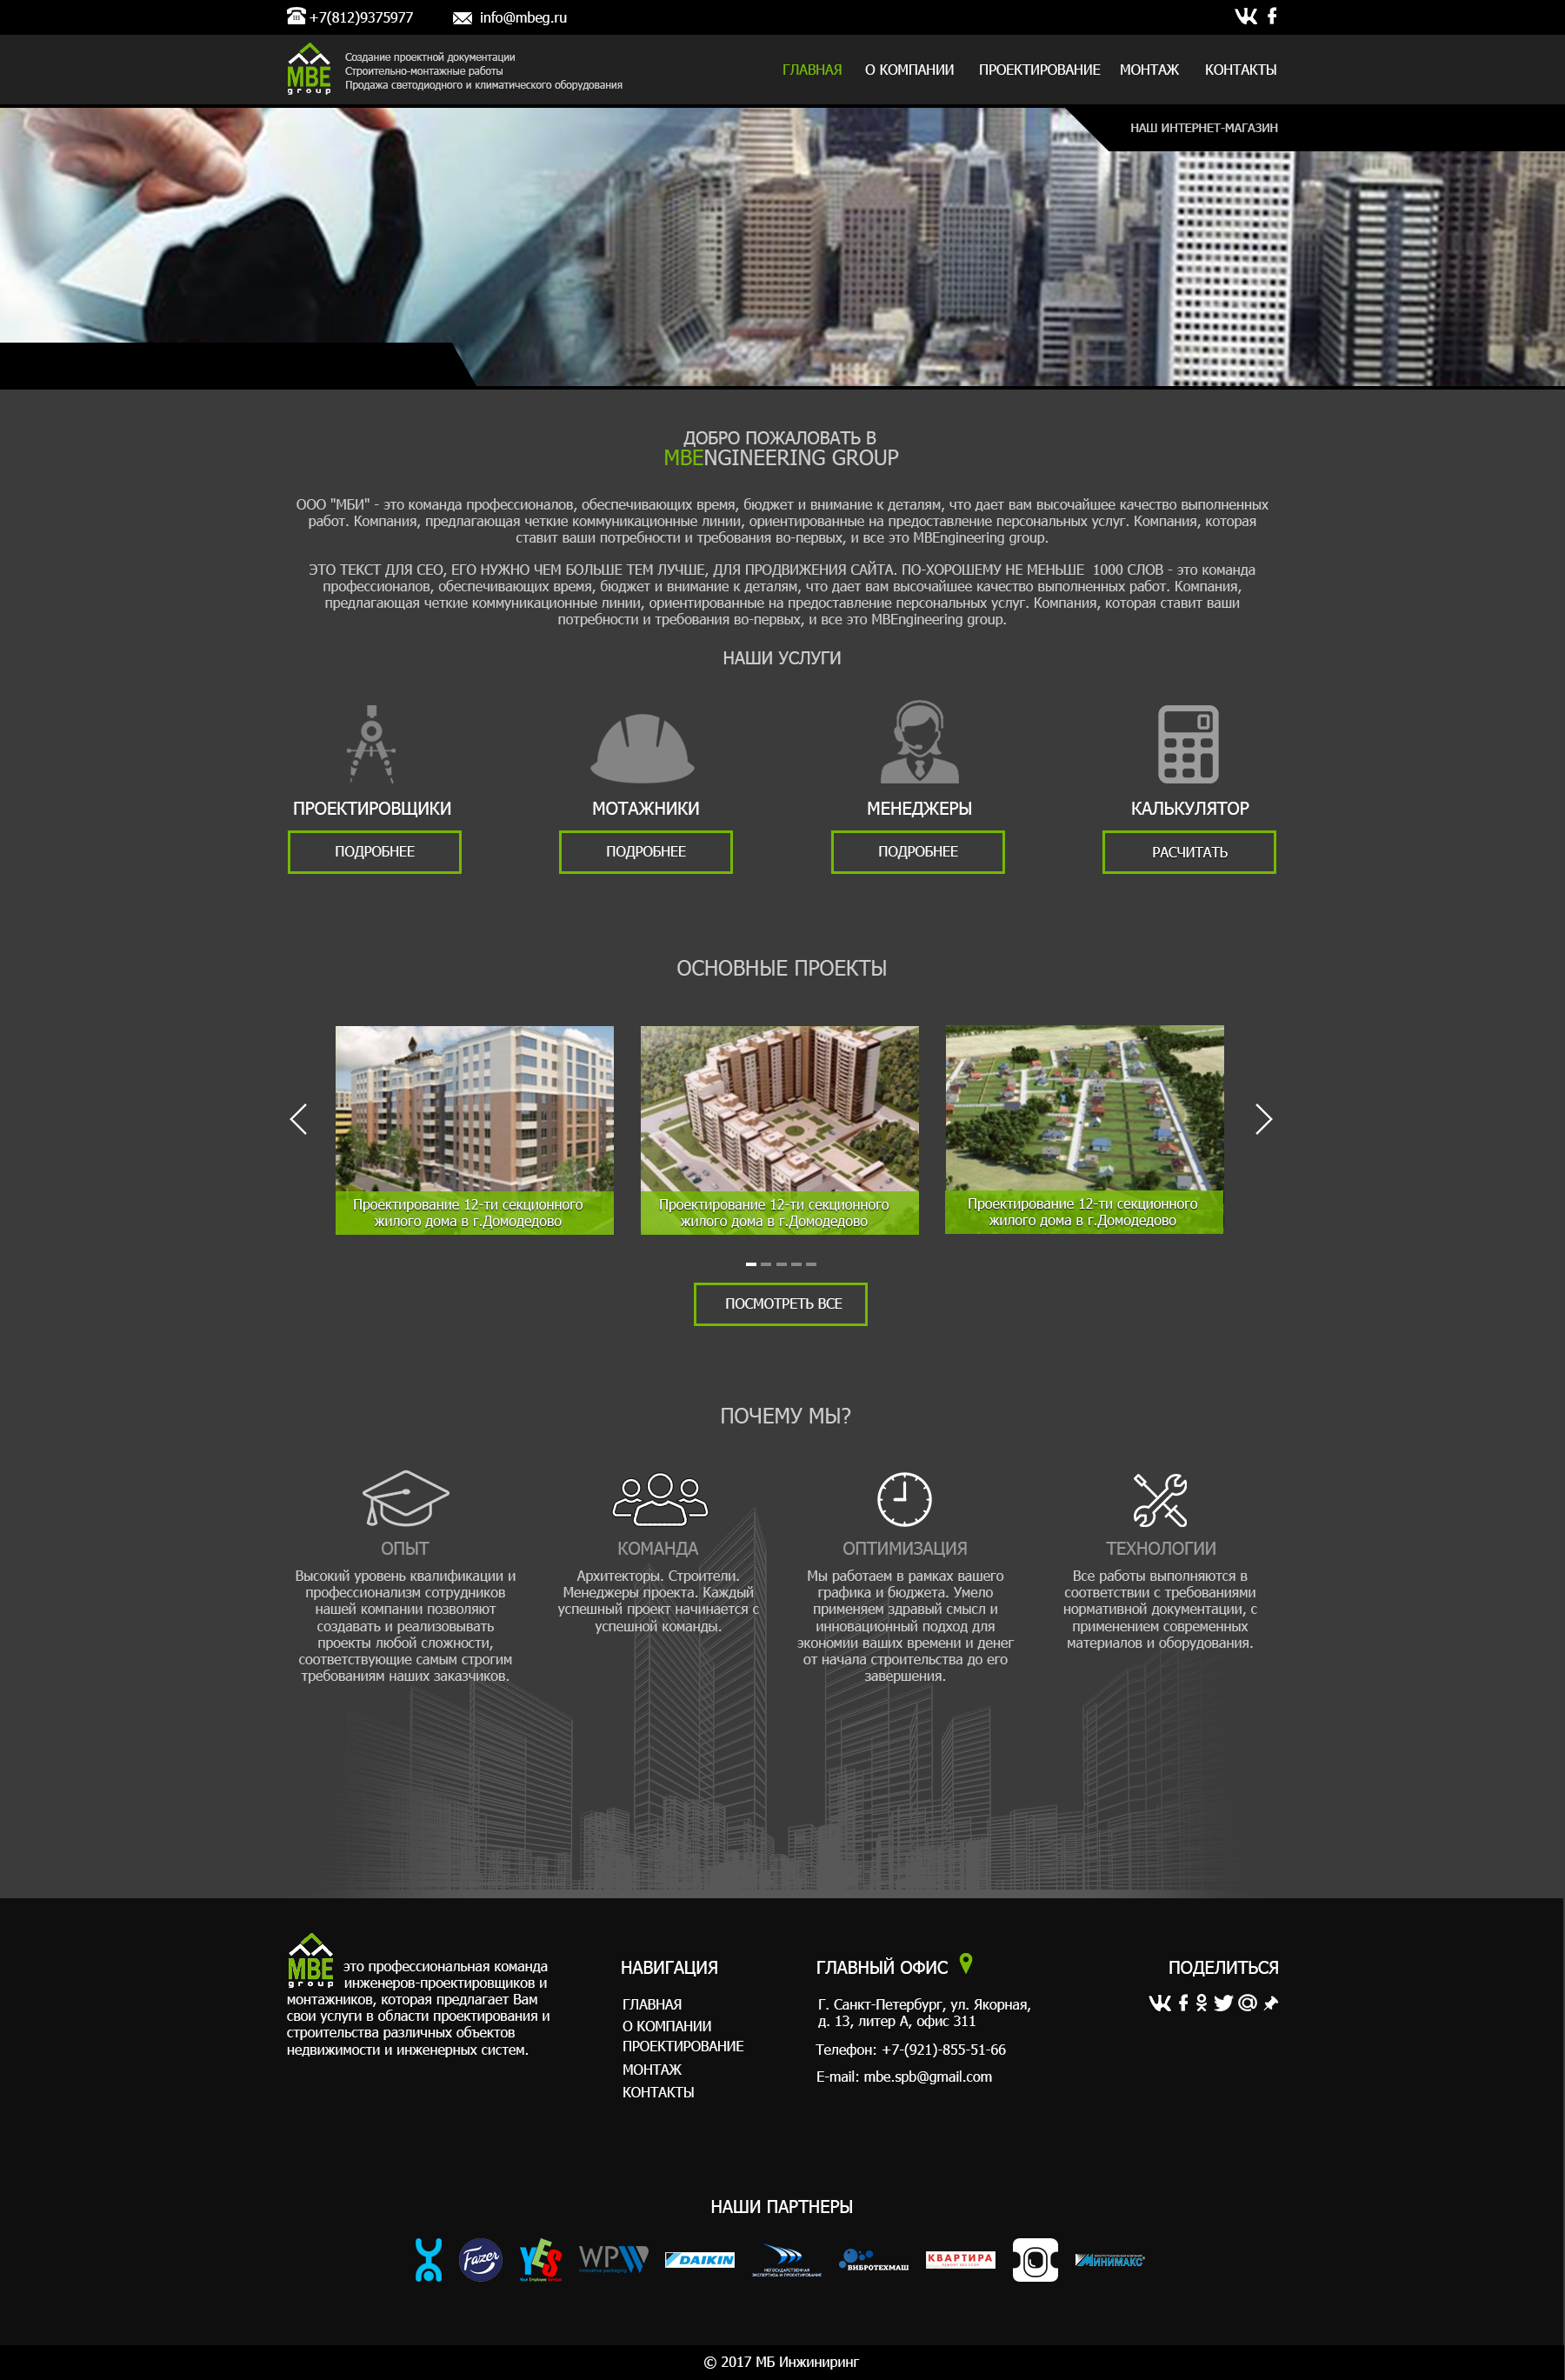 +7(812)9375977
info@mbeg.ru
MBE
group
Создание проектной документации
Строительно-монтажные работы
Продажа светодиодного и климатического оборудования
ГЛАВНАЯ
О КОМПАНИИ
ПРОЕКТИРОВАНИЕ
МОНТАЖ
КОНТАКТЫ
НАШ ИНТЕРНЕТ-МАГАЗИН
ДОБРО ПОЖАЛОВАТЬ В
MBENGINEERING GROUP
ООО "МБИ" - это команда профессионалов, обеспечивающих время, бюджет и внимание к деталям, что дает вам высочайшее качество выполненных
работ. Компания, предлагающая четкие коммуникационные линии, ориентированные на предоставление персональных услуг. Компания, которая
ставит ваши потребности и требования во-первых, и все это MBEngineering group.
ЭТО ТЕКСТ ДЛЯ СЕО, ЕГО НУЖНО ЧЕМ БОЛЬШЕ ТЕМ ЛУЧШЕ, ДЛЯ ПРОДВИЖЕНИЯ САЙТА. ПО-ХОРОШЕМУ НЕ МЕНЬШЕ 1000 СЛОВ - это команда
профессионалов, обеспечивающих время, бюджет и внимание к деталям, что дает вам высочайшее качество выполненных работ. Компания,
предлагающая четкие коммуникационные линии, ориентированные на предоставление персональных услуг. Компания, которая ставит ваши
потребности и требования во-первых, и все это MBEngineering group.
НАШИ УСЛУГИ
ПРОЕКТИРОВЩИКИ
МОТАЖНИКИ
МЕНЕДЖЕРЫ
КАЛЬКУЛЯТОР
ПОДРОБНЕЕ
ПОДРОБНЕЕ
ПОДРОБНЕЕ
РАСЧИТАТЬ
ОСНОВНЫЕ ПРОЕКТЫ
Проектирование 12-ти секционного
жилого дома в г.Домодедово
Проектирование 12-ти секционного
жилого дома в г.Домодедово
Проектирование 12-ти секционного
жилого дома в г.Домодедово
ПОСМОТРЕТЬ ВСЕ
ПОЧЕМУ МЫ?
ОПЫТ
Высокий уровень квалификации и
профессионализм сотрудников
нашей компании позволяют
создавать и реализовывать
проекты любой сложности,
соответствующие самым строгим
требованиям наших заказчиков.
КОМАНДА
Архитекторы. Строители.
Менеджеры проекта. Каждый
успешный проект начинается с
успешной команды.
ОПТИМИЗАЦИЯ
Мы работаем в рамках вашего
графика и бюджета. Умело
применяем здравый смысл и
инновационный подход для
экономии ваших времени и денег
от начала строительства до его
завершения.
ТЕХНОЛОГИИ
Все работы выполняются в
соответствии с требованиями
нормативной документации, с
применением современных
материалов и оборудования.
MBE
group
это профессиональная команда
инженеров-проектировщиков и
монтажников, которая предлагает Вам
свои услуги в области проектирования и
строительства различных объектов
недвижимости и инженерных систем.
НАВИГАЦИЯ
ГЛАВНАЯ
О КОМПАНИИ
ПРОЕКТИРОВАНИЕ
МОНТАЖ
КОНТАКТЫ
ГЛАВНЫЙ ОФИС
Г. Санкт-Петербург, ул. Якорная,
д. 13, литер А, офис 311
Телефон: +7-(921)-855-51-66
E-mail: mbe.spb@gmail.com
ПОДЕЛИТЬСЯ
НАШИ ПАРТНЕРЫ
Fazer
YES
WP
innovative packaging
DAIKIN
НЕГОСУДАРСТВЕННАЯ
ЭКСПЕРТИЗА И ПРОЕКТИРОВАНИЕ
ВИБРОТЕХМАШ
КВАРТИРА
МИНИМАКС
© 2017 МБ Инжиниринг